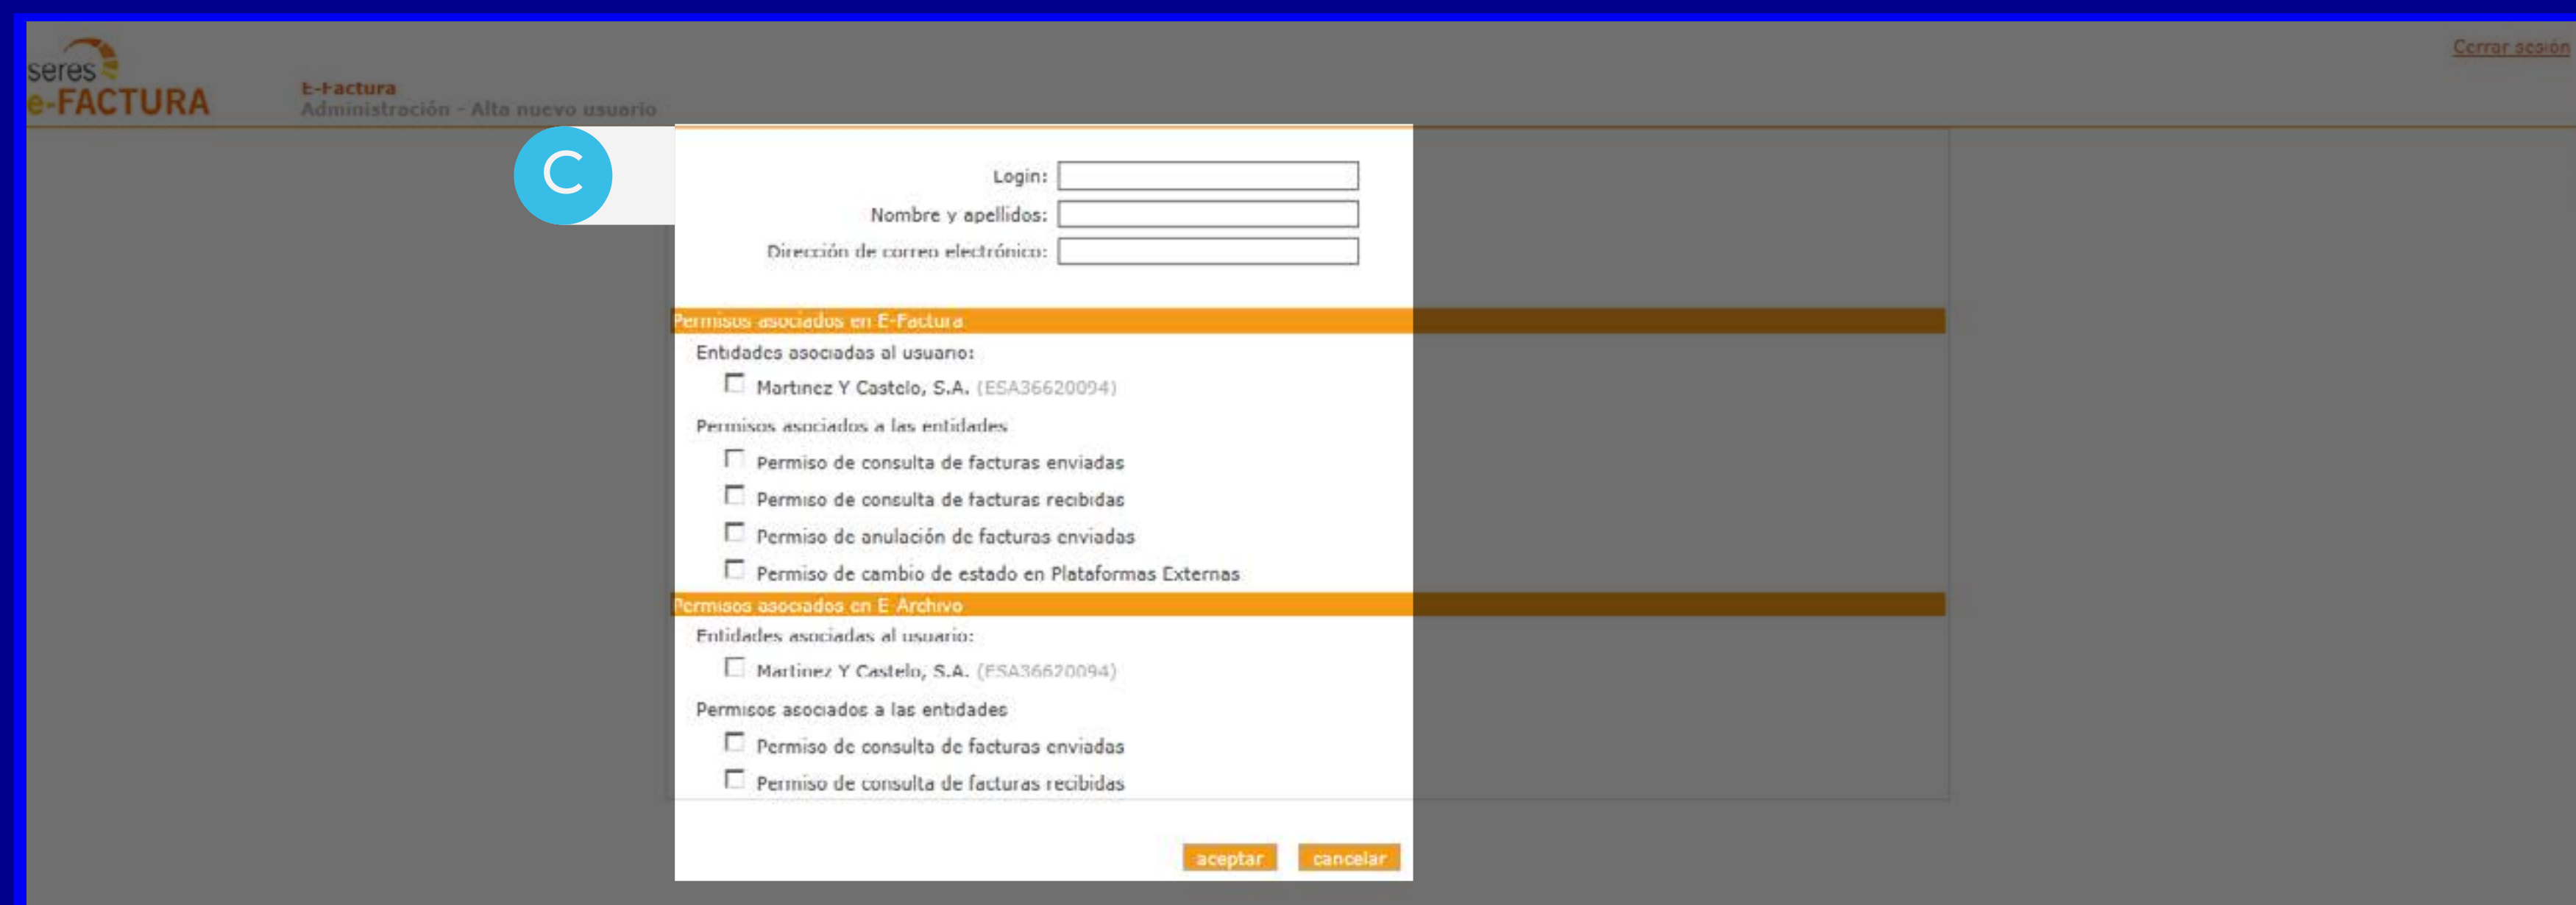 seres
e-FACTURA
Cerrar sesión
E-Factura
Administración - Alta nuevo usuario
C
Login:
Nombre y apellidos:
Dirección de correo electrónico:
Permisos asociados en E-Factura
Entidades asociadas al usuario:
Martinez Y Castelo, S.A. (ESA36620094)
Permisos asociados a las entidades
Permiso de consulta de facturas enviadas
Permiso de consulta de facturas recibidas
Permiso de anulación de facturas enviadas
Permiso de cambio de estado en Plataformas Externas
Permisos asociados en E-Archivo
Entidades asociadas al usuario:
Martinez Y Castelo, S.A. (ESA36620094)
Permisos asociados a las entidades
Permiso de consulta de facturas enviadas
Permiso de consulta de facturas recibidas
aceptar cancelar